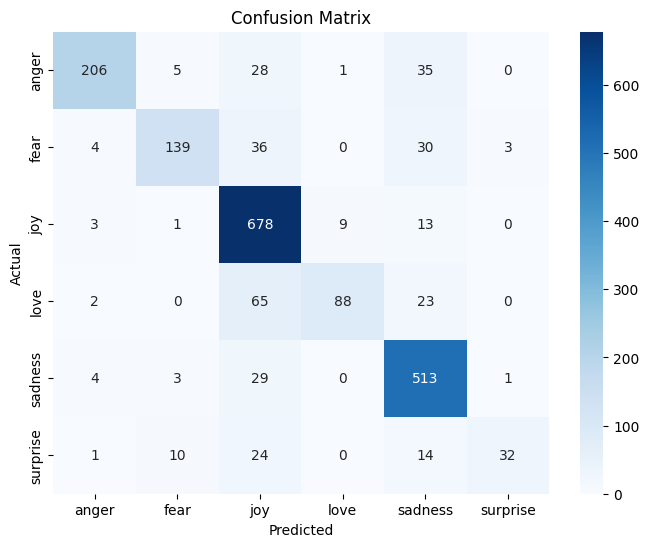 Confusion Matrix
anger 206 5 28 1 35 0
fear 4 139 36 0 30 3
joy 3 1 678 9 13 0
love 2 0 65 88 23 0
sadness 4 3 29 0 513 1
surprise 1 10 24 0 14 32
anger fear joy love sadness surprise
Actual
Predicted
600
500
400
300
200
100
0